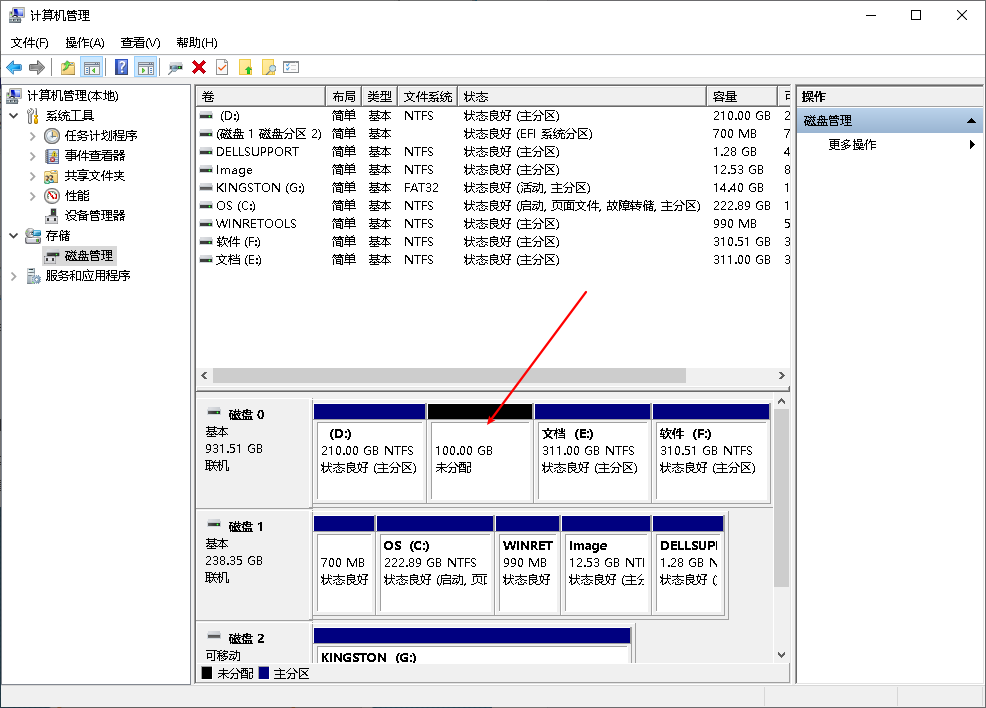 计算机管理
文件(F) 操作(A) 查看(V) 帮助(H)
计算机管理(本地)
系统工具
任务计划程序
事件查看器
共享文件夹
性能
设备管理器
存储
磁盘管理
服务和应用程序
卷 布局 类型 文件系统 状态 容量
(D:) 简单 基本 NTFS 状态良好 (主分区) 210.00 GB 2
(磁盘 1 磁盘分区 2) 简单 基本 状态良好 (EFI 系统分区) 700 MB 7
DELLSUPPORT 简单 基本 NTFS 状态良好 (主分区) 1.28 GB 4
Image 简单 基本 NTFS 状态良好 (主分区) 12.53 GB 8
KINGSTON (G:) 简单 基本 FAT32 状态良好 (活动, 主分区) 14.40 GB 1
OS (C:) 简单 基本 NTFS 状态良好 (启动, 页面文件, 故障转储, 主分区) 222.89 GB 1
WINRETOOLS 简单 基本 NTFS 状态良好 (主分区) 990 MB 5
软件 (F:) 简单 基本 NTFS 状态良好 (主分区) 310.51 GB 3
文档 (E:) 简单 基本 NTFS 状态良好 (主分区) 311.00 GB 3
操作
磁盘管理
更多操作
磁盘 0
基本
931.51 GB
联机
(D:)
210.00 GB NTFS
状态良好 (主分区)
100.00 GB
未分配
文档 (E:)
311.00 GB NTFS
状态良好 (主分区)
软件 (F:)
310.51 GB NTFS
状态良好 (主分区)
磁盘 1
基本
238.35 GB
联机
700 MB
状态良好
OS (C:)
222.89 GB NTFS
状态良好 (启动, 页
WINRET
990 MB
状态良好
Image
12.53 GB NTI
状态良好 (主分
DELLSUPI
1.28 GB N
状态良好 (
磁盘 2
可移动
KINGSTON (G:)
未分配 主分区